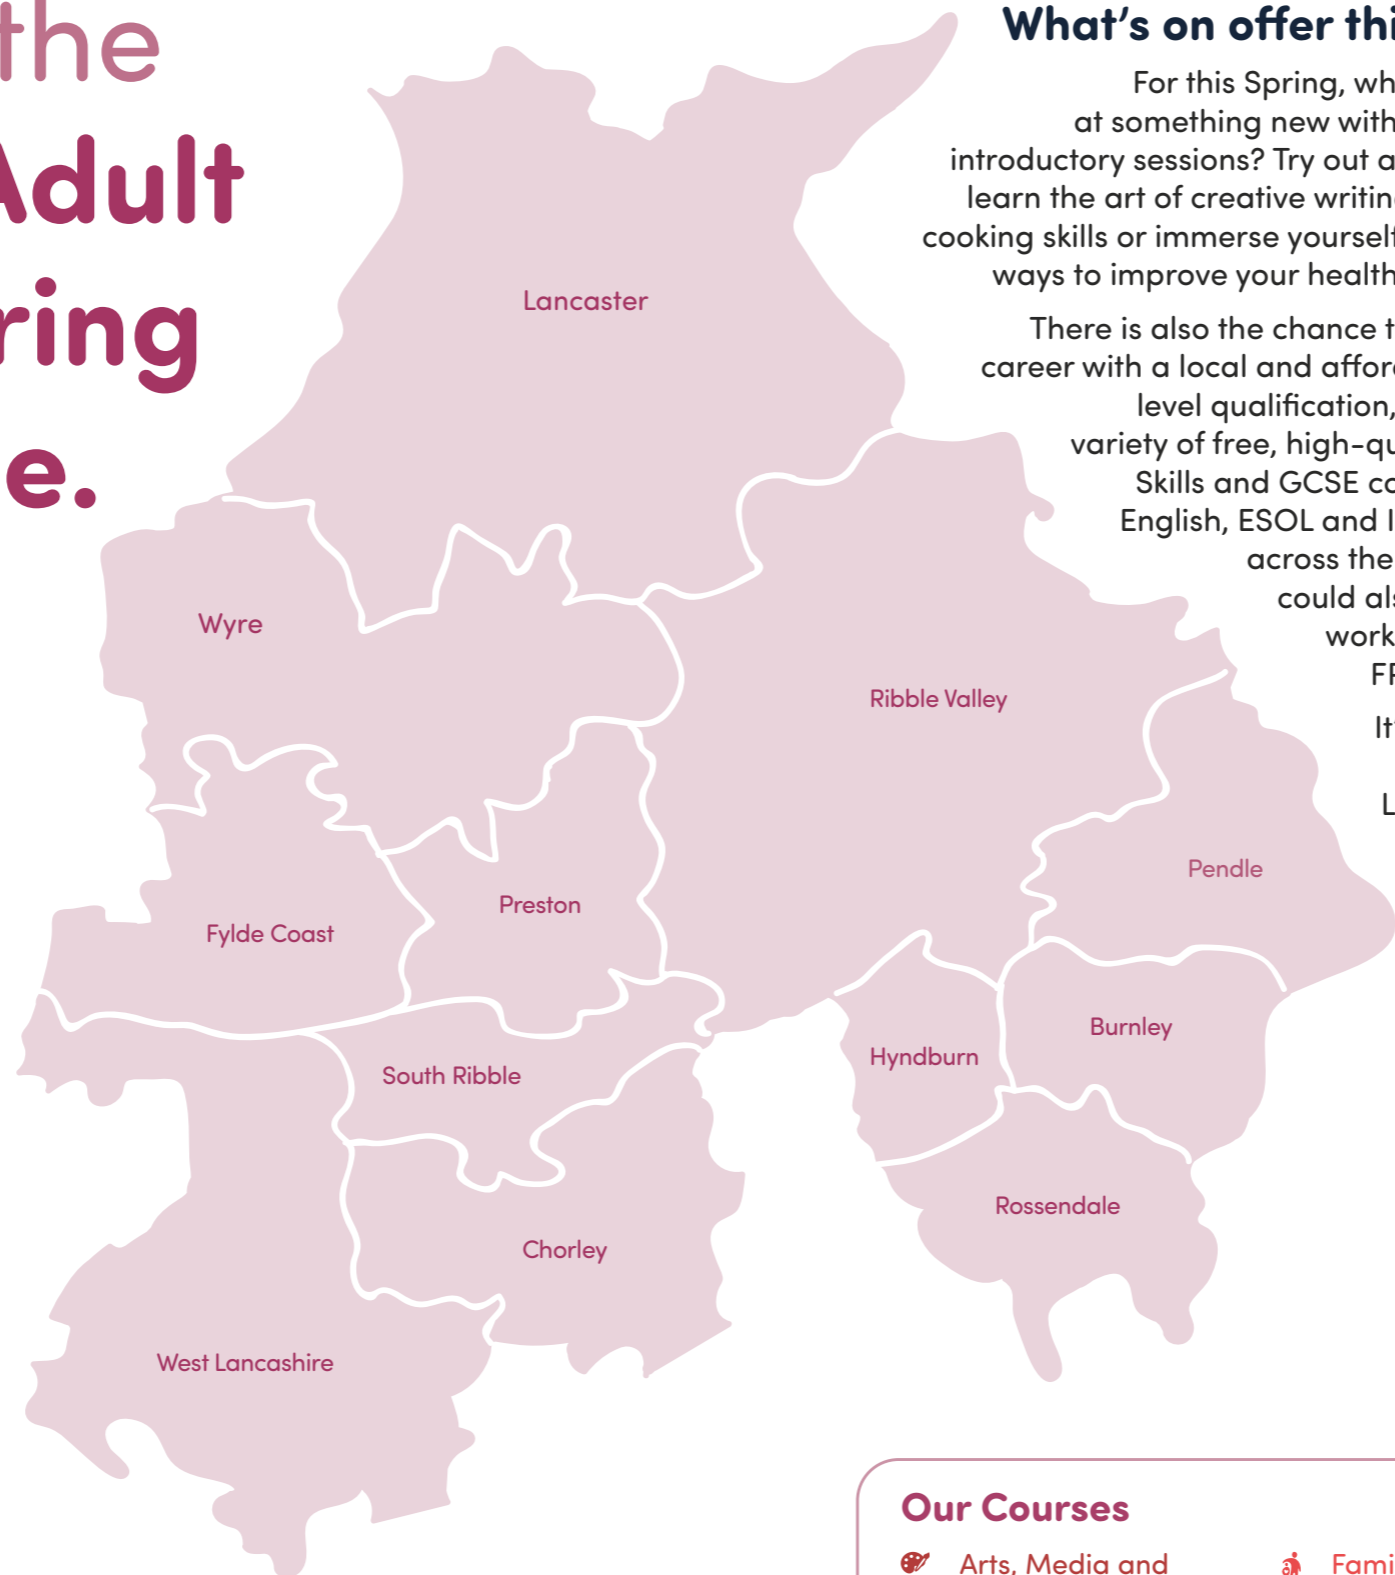 the
Adult
ring
e.
What's on offer thi
For this Spring, wh
at something new with
introductory sessions? Try out a
learn the art of creative writin
cooking skills or immerse yourself
ways to improve your health
There is also the chance t
career with a local and affor
level qualification,
variety of free, high-qu
Skills and GCSE co
English, ESOL and I
across the
could als
work
FR
It
L
Lancaster
Wyre
Ribble Valley
Pendle
Preston
Fylde Coast
Burnley
Hyndburn
South Ribble
Rossendale
Chorley
West Lancashire
Our Courses
Arts, Media and
Fami